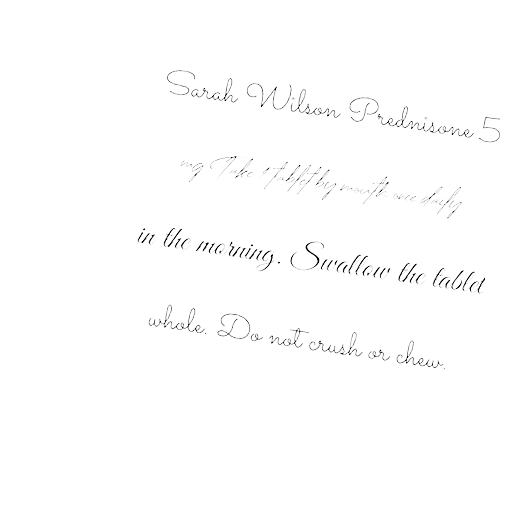 Sarah Wilson Prednisone 5
mg Take 1 tablet by mouth once daily
in the morning. Swallow the tablet
whole. Do not crush or chew.